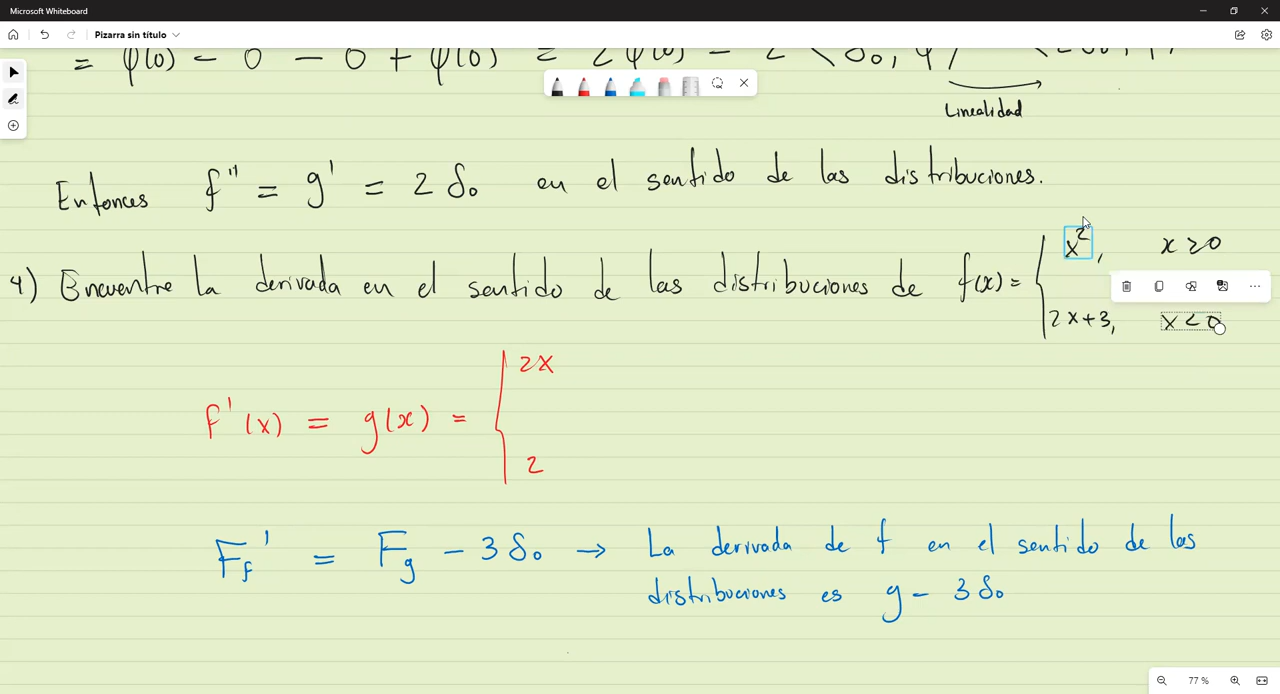 Microsoft Whiteboard
Pizarra sin título
= φ(0) - 0 - 0 + φ(0) = 2φ(0) = 2
Linealidad
Entonces f'' = g' = 2 δ₀ en el sentido de las distribuciones.
4) Encuentre la derivada en el sentido de las distribuciones de f(x) = { x², x ≥ 0
2x+3, x < 0
f'(x) = g(x) = { 2x
2
F_f' = F_g - 3 δ₀ → La derivada de f en el sentido de las
distribuciones es g - 3 δ₀
77 %